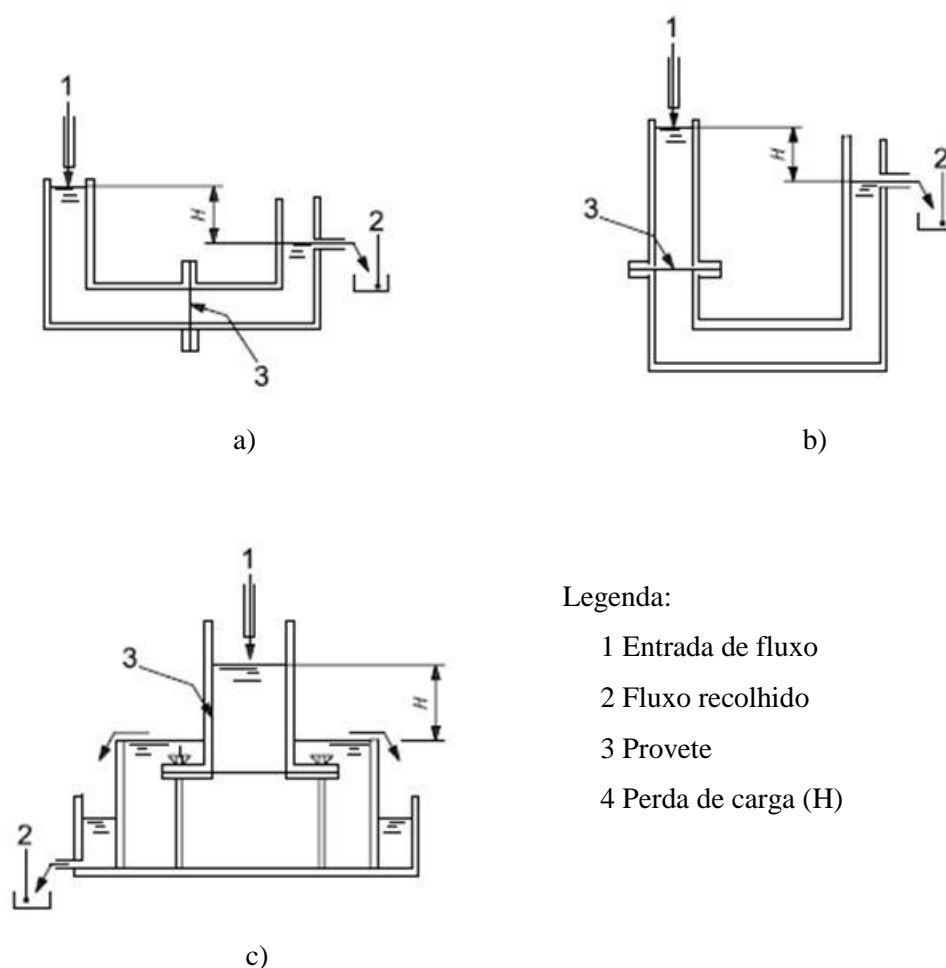 1
H
2
3
a)
1
H
2
3
b)
1
3
H
2
c)
Legenda:
1 Entrada de fluxo
2 Fluxo recolhido
3 Provete
4 Perda de carga (H)